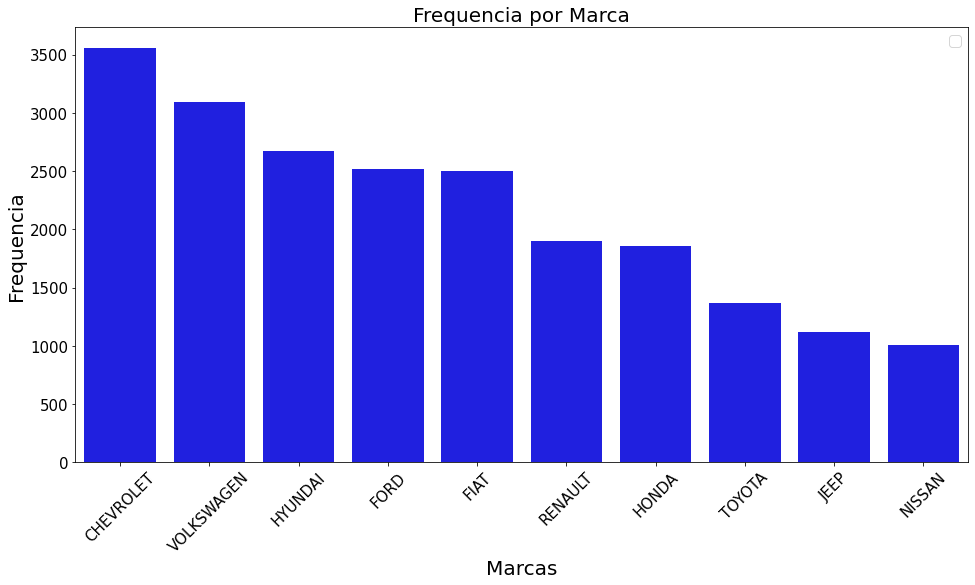 Frequencia por Marca
Frequencia
3500
3000
2500
2000
1500
1000
500
0
CHEVROLET
VOLKSWAGEN
HYUNDAI
FORD
FIAT
RENAULT
HONDA
TOYOTA
JEEP
NISSAN
Marcas